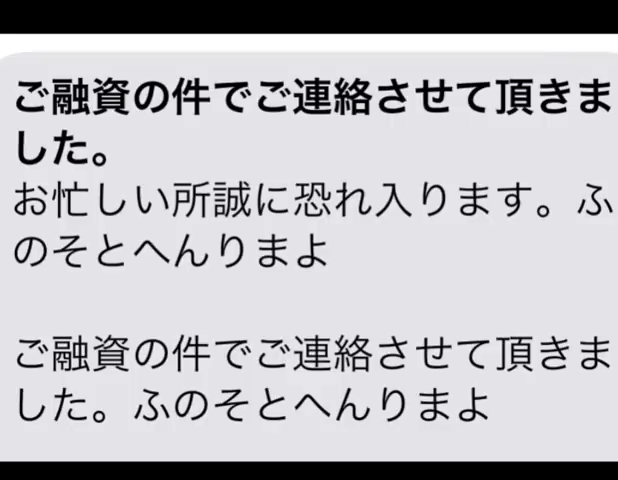 ご融資の件でご連絡させて頂きま
した。
お忙しい所誠に恐れ入ります。ふ
のそとへんりまよ
ご融資の件でご連絡させて頂きま
した。ふのそとへんりまよ